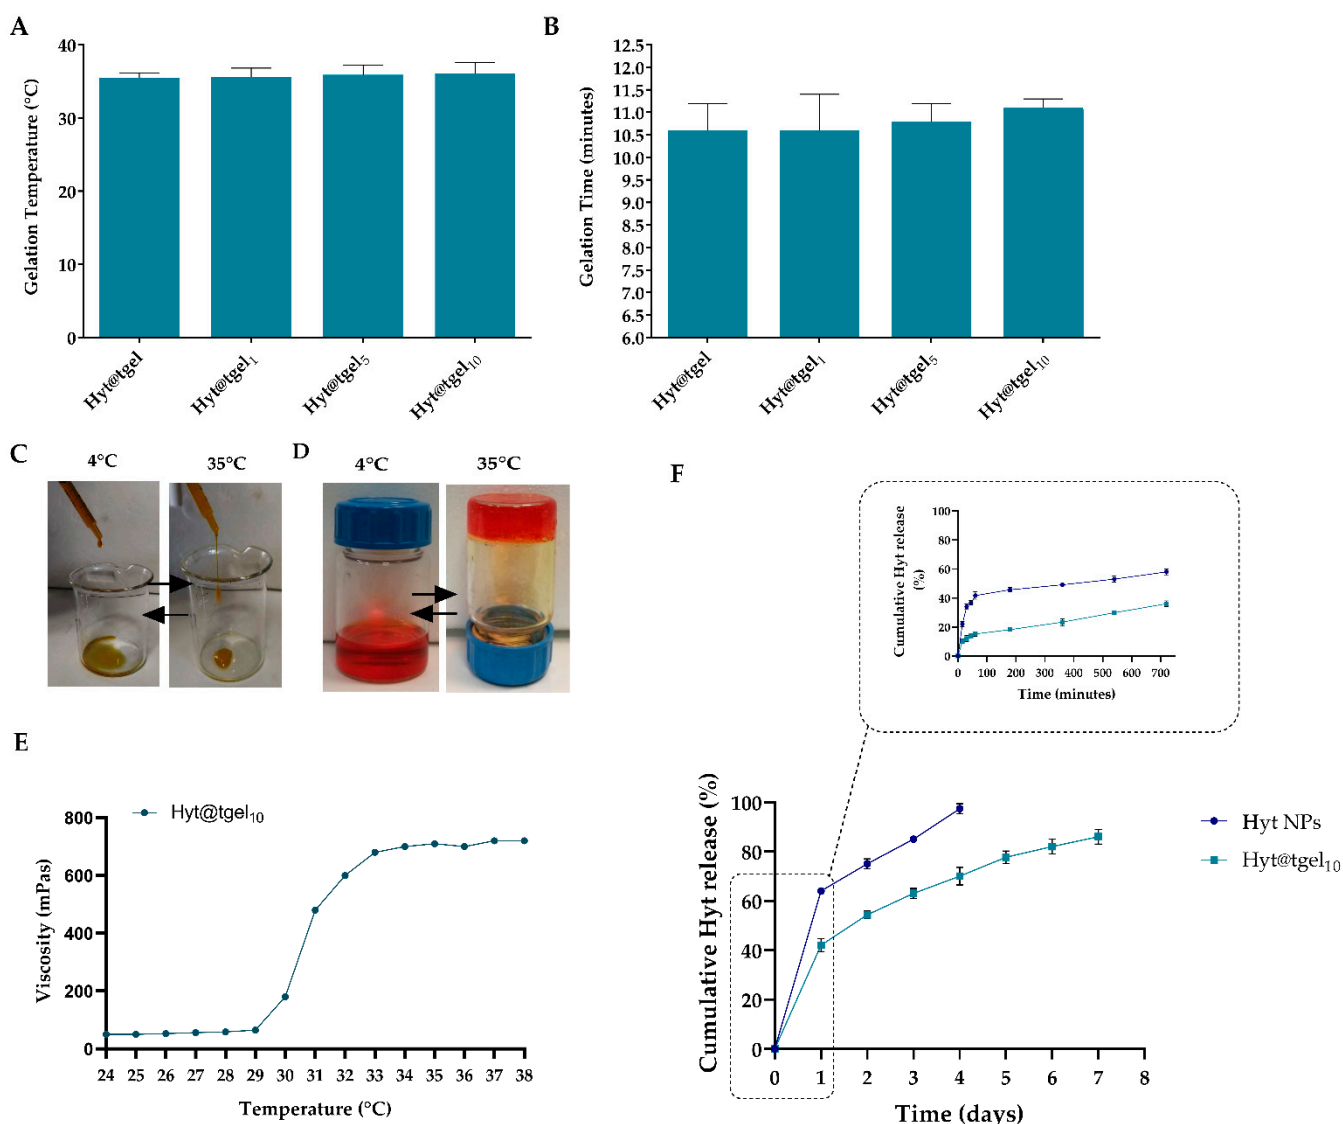 A
Gelation Temperature (°C)
40
30
20
10
0
Hyt@tgel
Hyt@tgel₁
Hyt@tgel₅
Hyt@tgel₁₀
B
Gelation Time (minutes)
12.5
12.0
11.5
11.0
10.5
10.0
9.5
9.0
8.5
8.0
7.5
7.0
6.5
6.0
Hyt@tgel
Hyt@tgel₁
Hyt@tgel₅
Hyt@tgel₁₀
C
4°C
35°C
D
4°C
35°C
E
Hyt@tgel₁₀
Viscosity (mPas)
800
600
400
200
0
24 25 26 27 28 29 30 31 32 33 34 35 36 37 38
Temperature (°C)
F
Cumulative Hyt release
(%)
100
80
60
40
20
0
0 100 200 300 400 500 600 700
Time (minutes)
Cumulative Hyt release (%)
100
80
60
40
20
0
0 1 2 3 4 5 6 7 8
Time (days)
Hyt NPs
Hyt@tgel₁₀